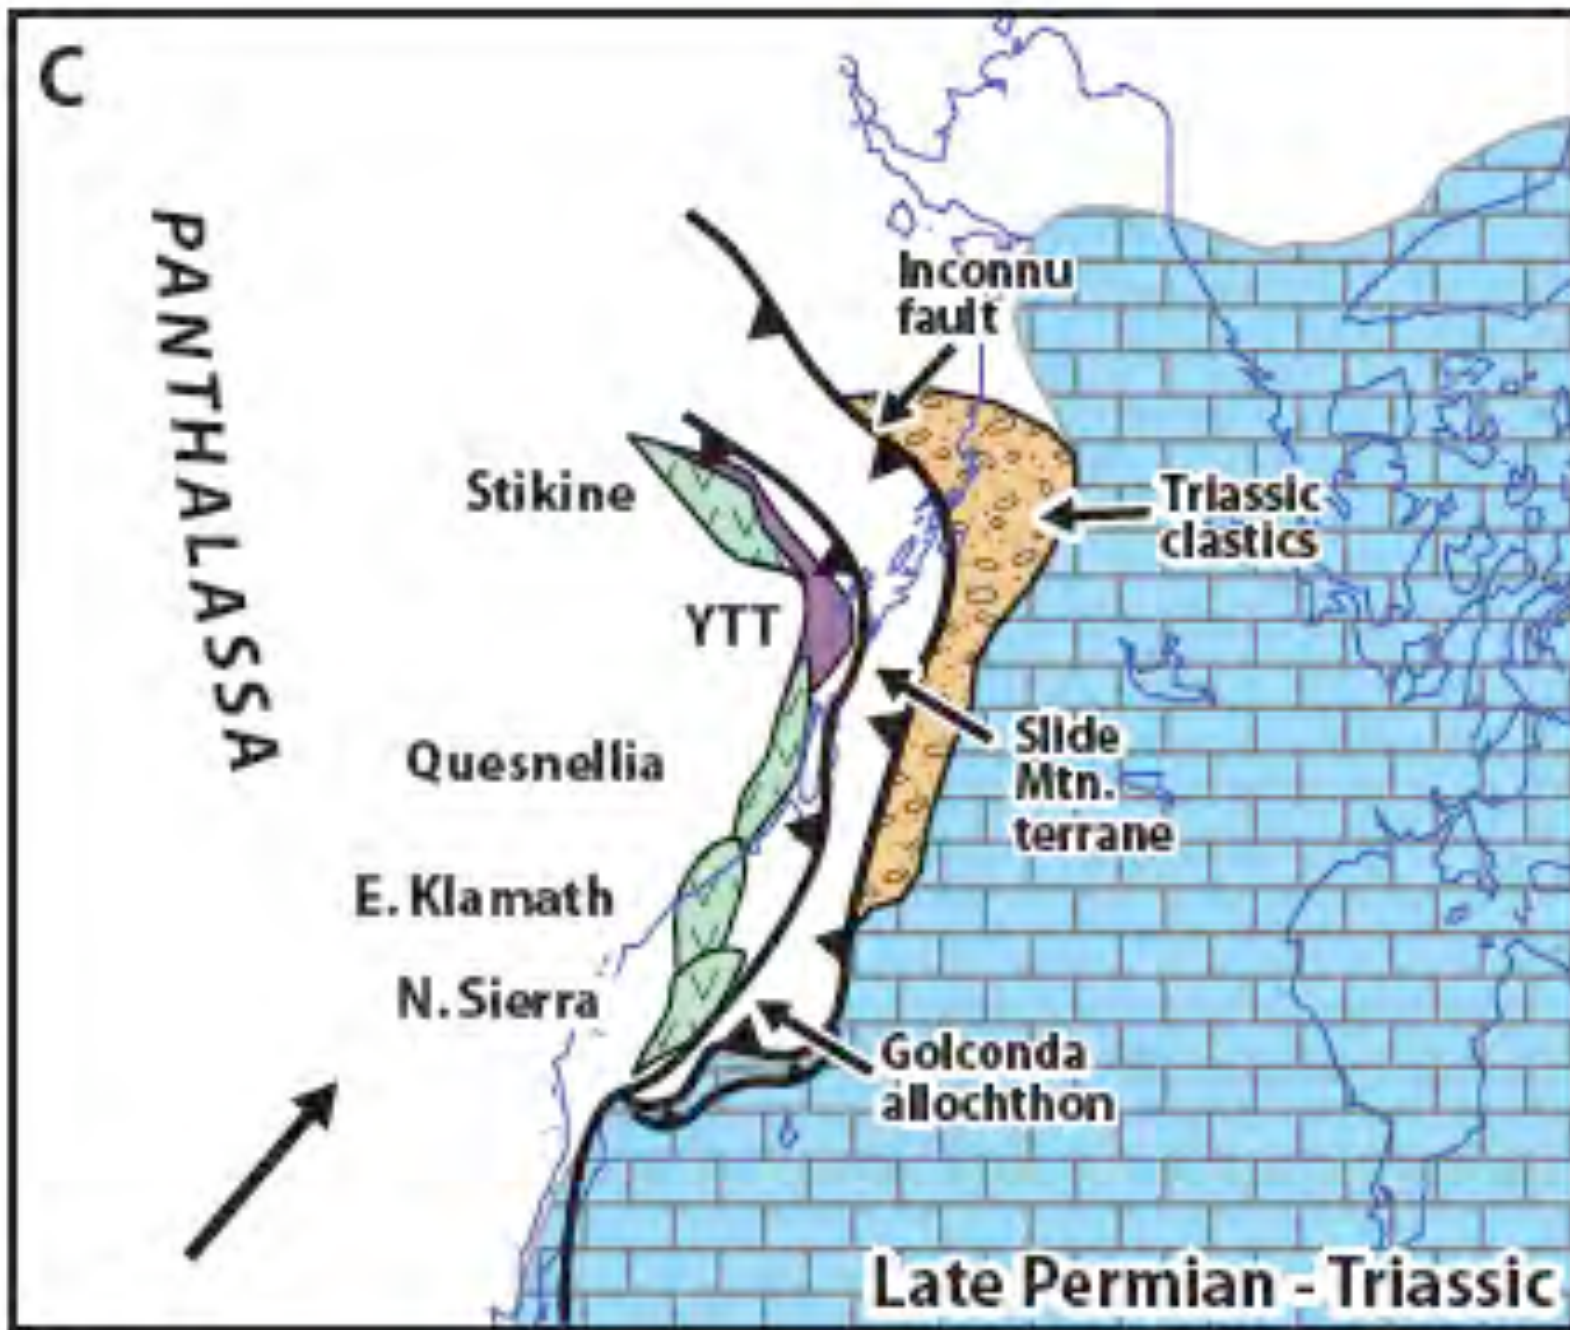 C
PANTHALASSA
Inconnu
fault
Stikine
Triassic
clastics
YTT
Slide
Mtn.
terrane
Quesnellia
E. Klamath
N. Sierra
Golconda
allochthon
Late Permian - Triassic